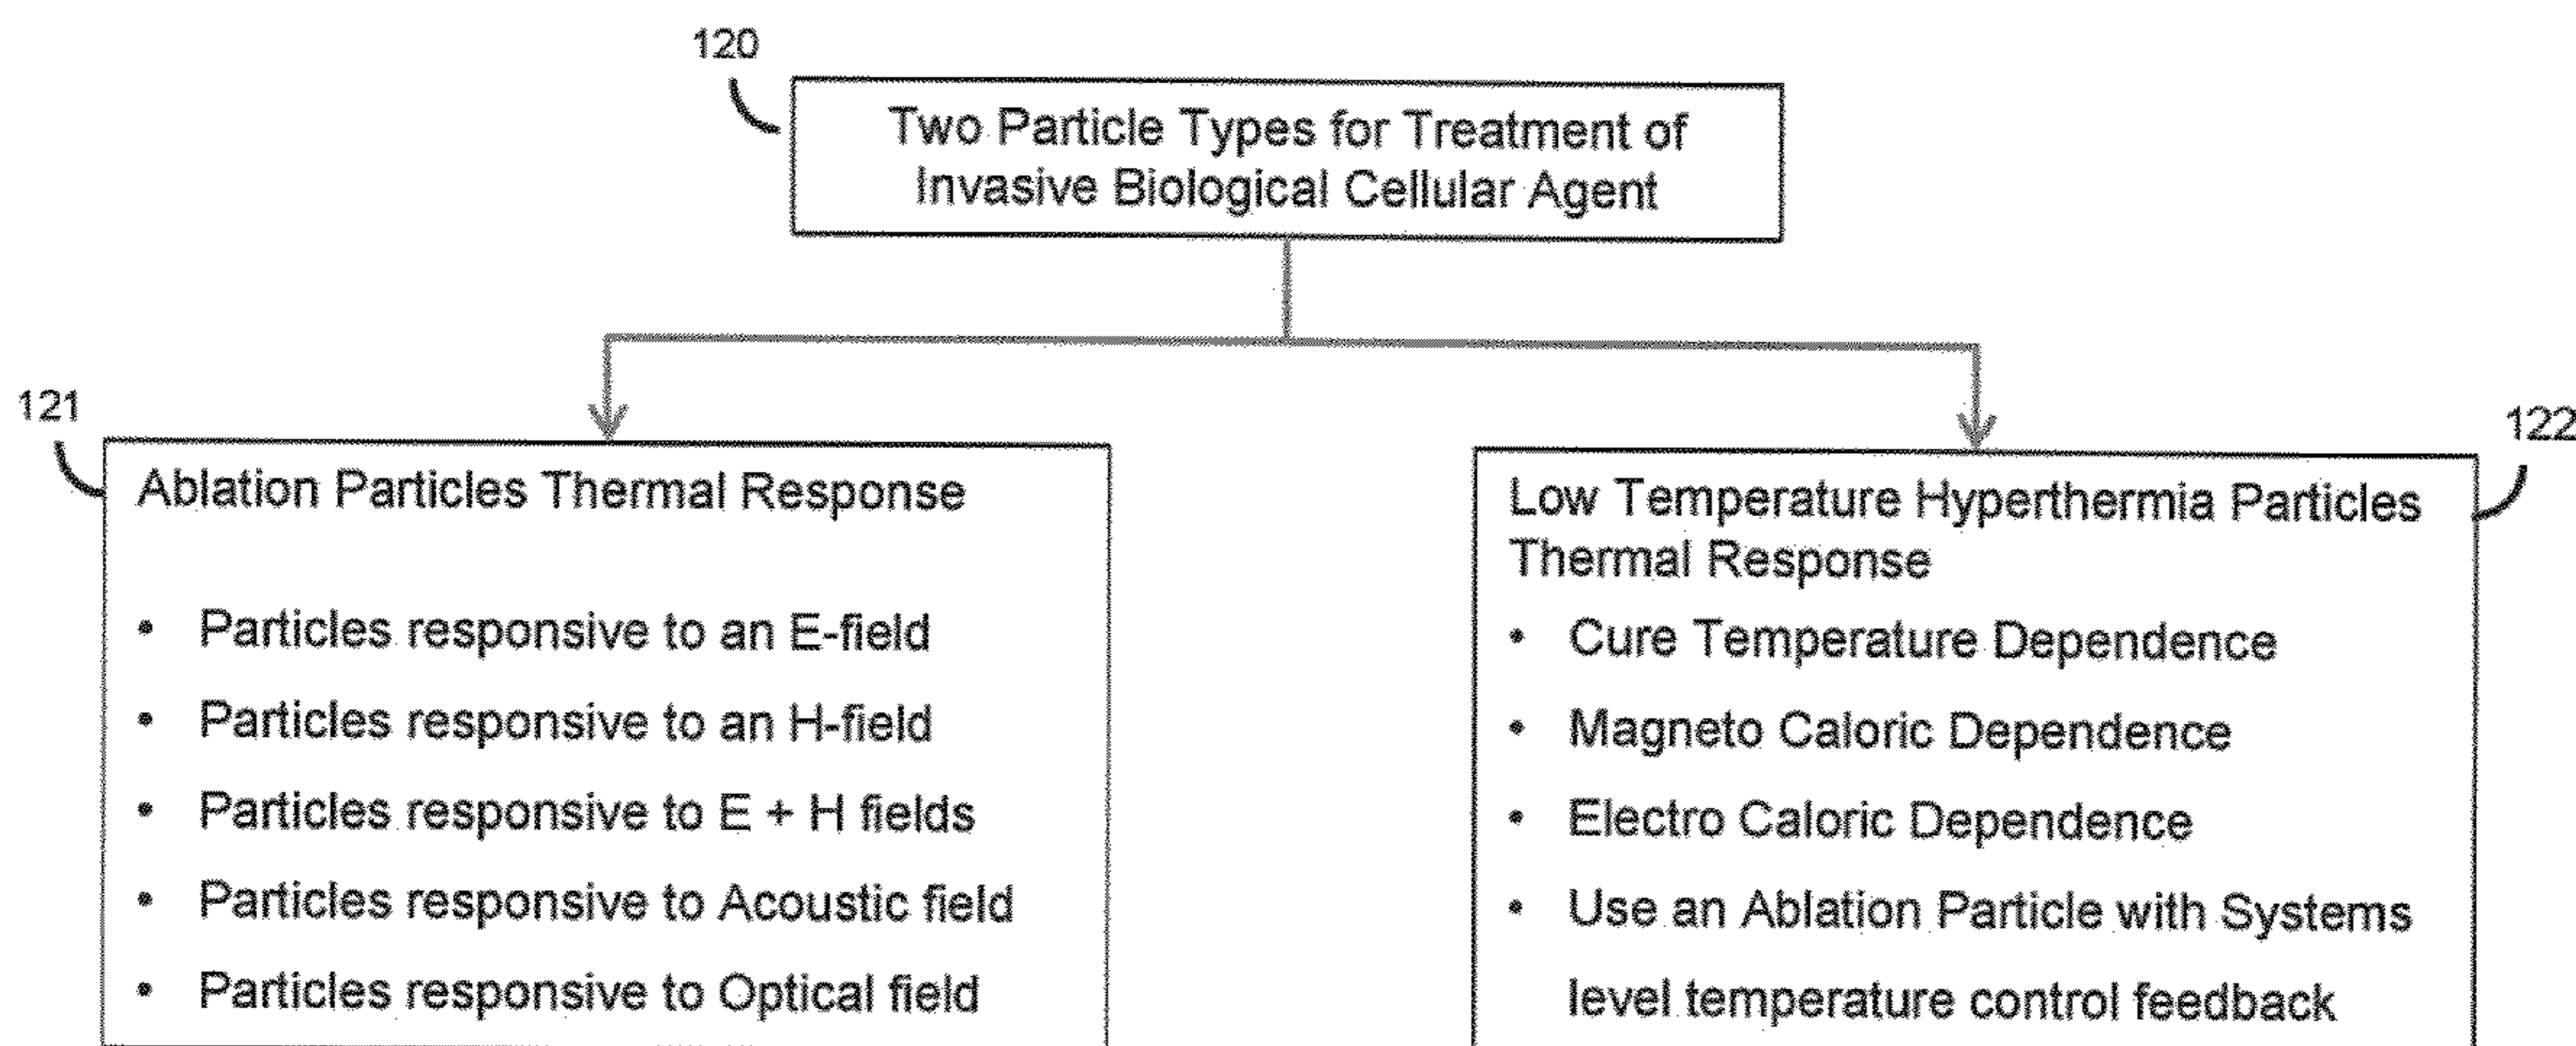 120
Two Particle Types for Treatment of
Invasive Biological Cellular Agent
121
Ablation Particles Thermal Response
• Particles responsive to an E-field
• Particles responsive to an H-field
• Particles responsive to E + H fields
• Particles responsive to Acoustic field
• Particles responsive to Optical field
122
Low Temperature Hyperthermia Particles
Thermal Response
• Cure Temperature Dependence
• Magneto Caloric Dependence
• Electro Caloric Dependence
• Use an Ablation Particle with Systems
level temperature control feedback